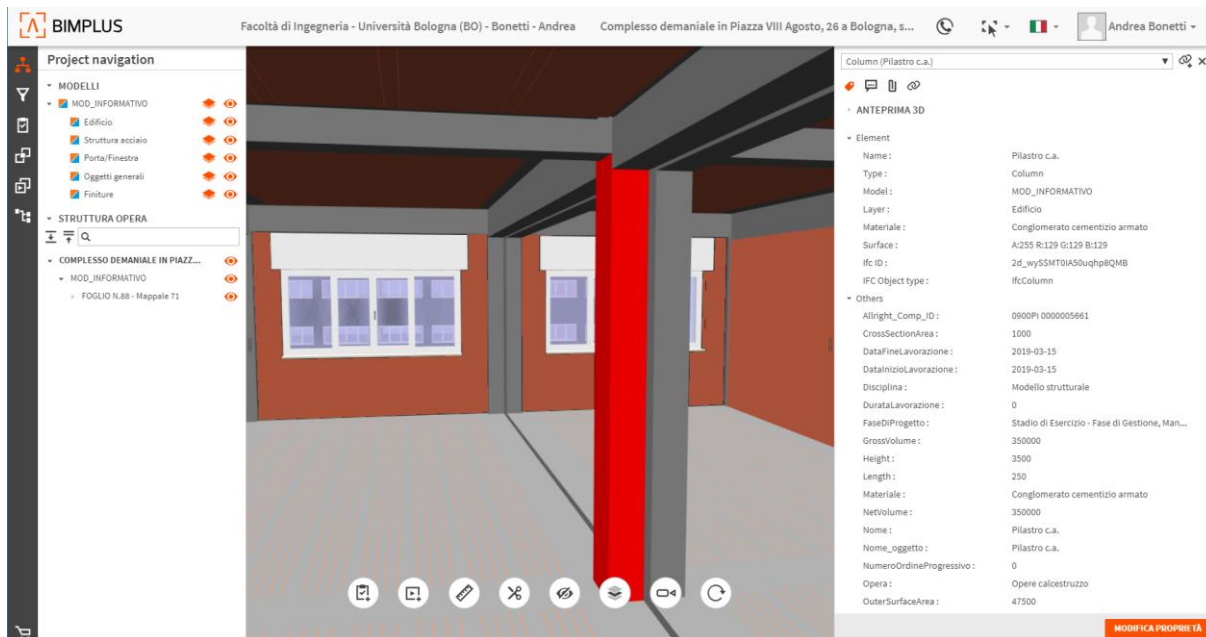 BIMPLUS
Facoltà di Ingegneria - Università Bologna (BO) - Bonetti - Andrea
Complesso demaniale in Piazza VIII Agosto, 26 a Bologna, s...
Andrea Bonetti
Project navigation
MODELLI
MOD_INFORMATIVO
Edificio
Struttura acciaio
Porta/Finestra
Oggetti generali
Finiture
STRUTTURA OPERA
COMPLESSO DEMANIALE IN PIAZZ...
MOD_INFORMATIVO
FOGLIO N.88 - Mappale 71
Column (Pilastro c.a.)
ANTEPRIMA 3D
Element
Name : Pilastro c.a.
Type : Column
Model : MOD_INFORMATIVO
Layer : Edificio
Materiale : Conglomerato cementizio armato
Surface : A:255 R:129 G:129 B:129
Ifc ID : 2d_wySSMT0IA50uqhp8QMB
IFC Object type : IfcColumn
Others
Allright_Comp_ID : 0900Pi 0000005661
CrossSectionArea : 1000
DataFineLavorazione : 2019-03-15
DataInizioLavorazione : 2019-03-15
Disciplina : Modello strutturale
DurataLavorazione : 0
FaseDiProgetto : Stadio di Esercizio - Fase di Gestione, Man...
GrossVolume : 350000
Height : 3500
Length : 250
Materiale : Conglomerato cementizio armato
NetVolume : 350000
Nome : Pilastro c.a.
Nome_oggetto : Pilastro c.a.
NumeroOrdineProgressivo : 0
Opera : Opere calcestruzzo
OuterSurfaceArea : 47500
MODIFICA PROPRIETÀ